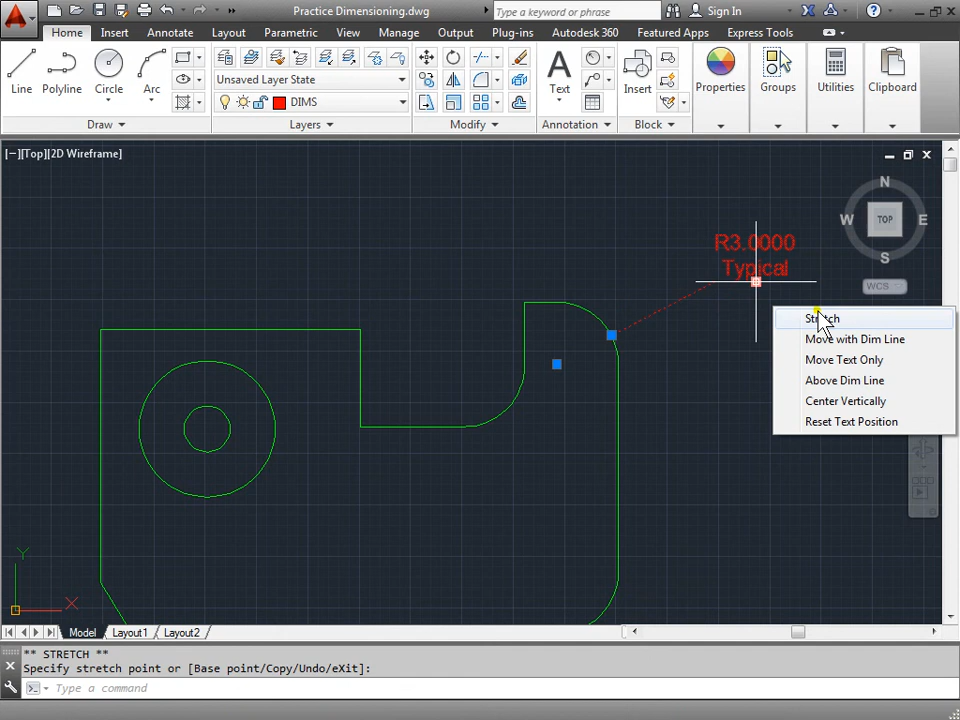 Practice Dimensioning.dwg
Type a keyword or phrase
Sign In
Home Insert Annotate Layout Parametric View Manage Output Plug-ins Autodesk 360 Featured Apps Express Tools
Line
Polyline
Circle
Arc
Draw
Unsaved Layer State
DIMS
Layers
Modify
Text
Annotation
Insert
Block
Properties
Groups
Utilities
Clipboard
[−][Top][2D Wireframe]
N
W
TOP
E
S
WCS
R3.0000
Typical
Stretch
Move with Dim Line
Move Text Only
Above Dim Line
Center Vertically
Reset Text Position
Y
X
Model Layout1 Layout2
** STRETCH **
Specify stretch point or [Base point/Copy/Undo/eXit]:
Type a command